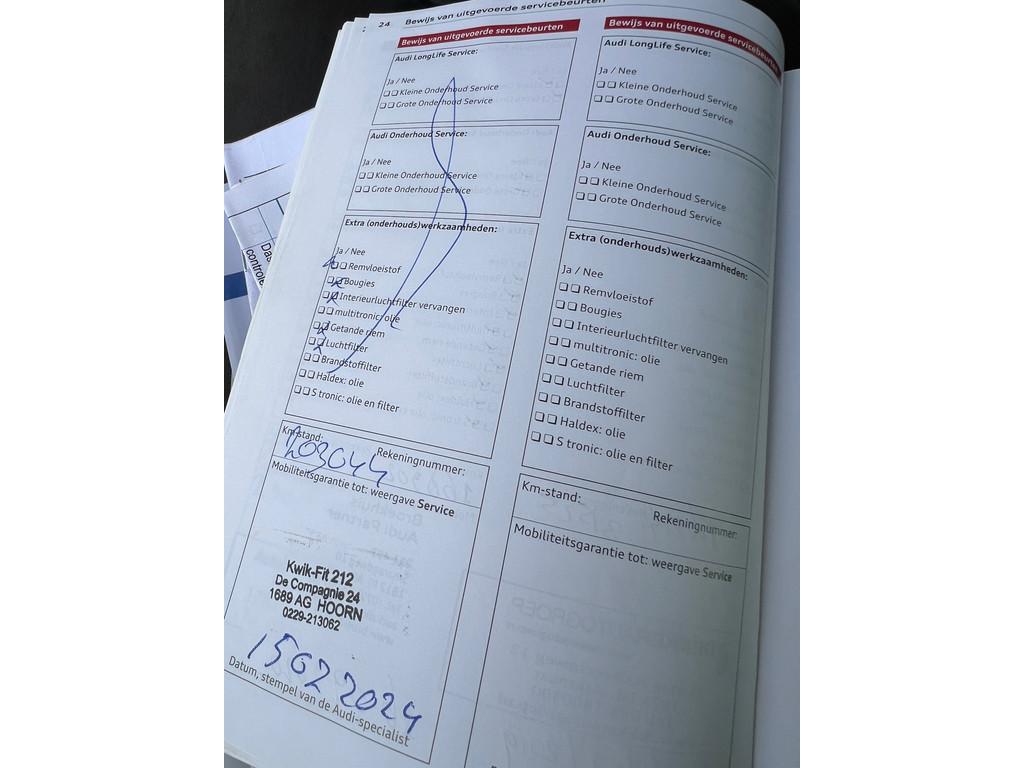 24 Bewijs van uitgevoerde servicebeurten
Bewijs van uitgevoerde servicebeurten
Audi LongLife Service:
Ja / Nee
❑ ❑ Kleine Onderhoud Service
❑ ❑ Grote Onderhoud Service
Audi Onderhoud Service:
Ja / Nee
❑ ❑ Kleine Onderhoud Service
❑ ❑ Grote Onderhoud Service
Extra (onderhouds)werkzaamheden:
Ja / Nee
❑ ❑ Remvloeistof
❑ ❑ Bougies
❑ ❑ Interieurluchtfilter vervangen
❑ ❑ multitronic: olie
❑ ❑ Getande riem
❑ ❑ Luchtfilter
❑ ❑ Brandstoffilter
❑ ❑ Haldex: olie
❑ ❑ S tronic: olie en filter
Km-stand:
203044
Rekeningnummer:
Mobiliteitsgarantie tot: weergave Service
Kwik-Fit 212
De Compagnie 24
1689 AG HOORN
0229-213062
15 02 2024
Datum, stempel van de Audi-specialist
Bewijs van uitgevoerde servicebeurten
Audi LongLife Service:
Ja / Nee
❑ ❑ Kleine Onderhoud Service
❑ ❑ Grote Onderhoud Service
Audi Onderhoud Service:
Ja / Nee
❑ ❑ Kleine Onderhoud Service
❑ ❑ Grote Onderhoud Service
Extra (onderhouds)werkzaamheden:
Ja / Nee
❑ ❑ Remvloeistof
❑ ❑ Bougies
❑ ❑ Interieurluchtfilter vervangen
❑ ❑ multitronic: olie
❑ ❑ Getande riem
❑ ❑ Luchtfilter
❑ ❑ Brandstoffilter
❑ ❑ Haldex: olie
❑ ❑ S tronic: olie en filter
Km-stand:
Rekeningnummer:
Mobiliteitsgarantie tot: weergave Service